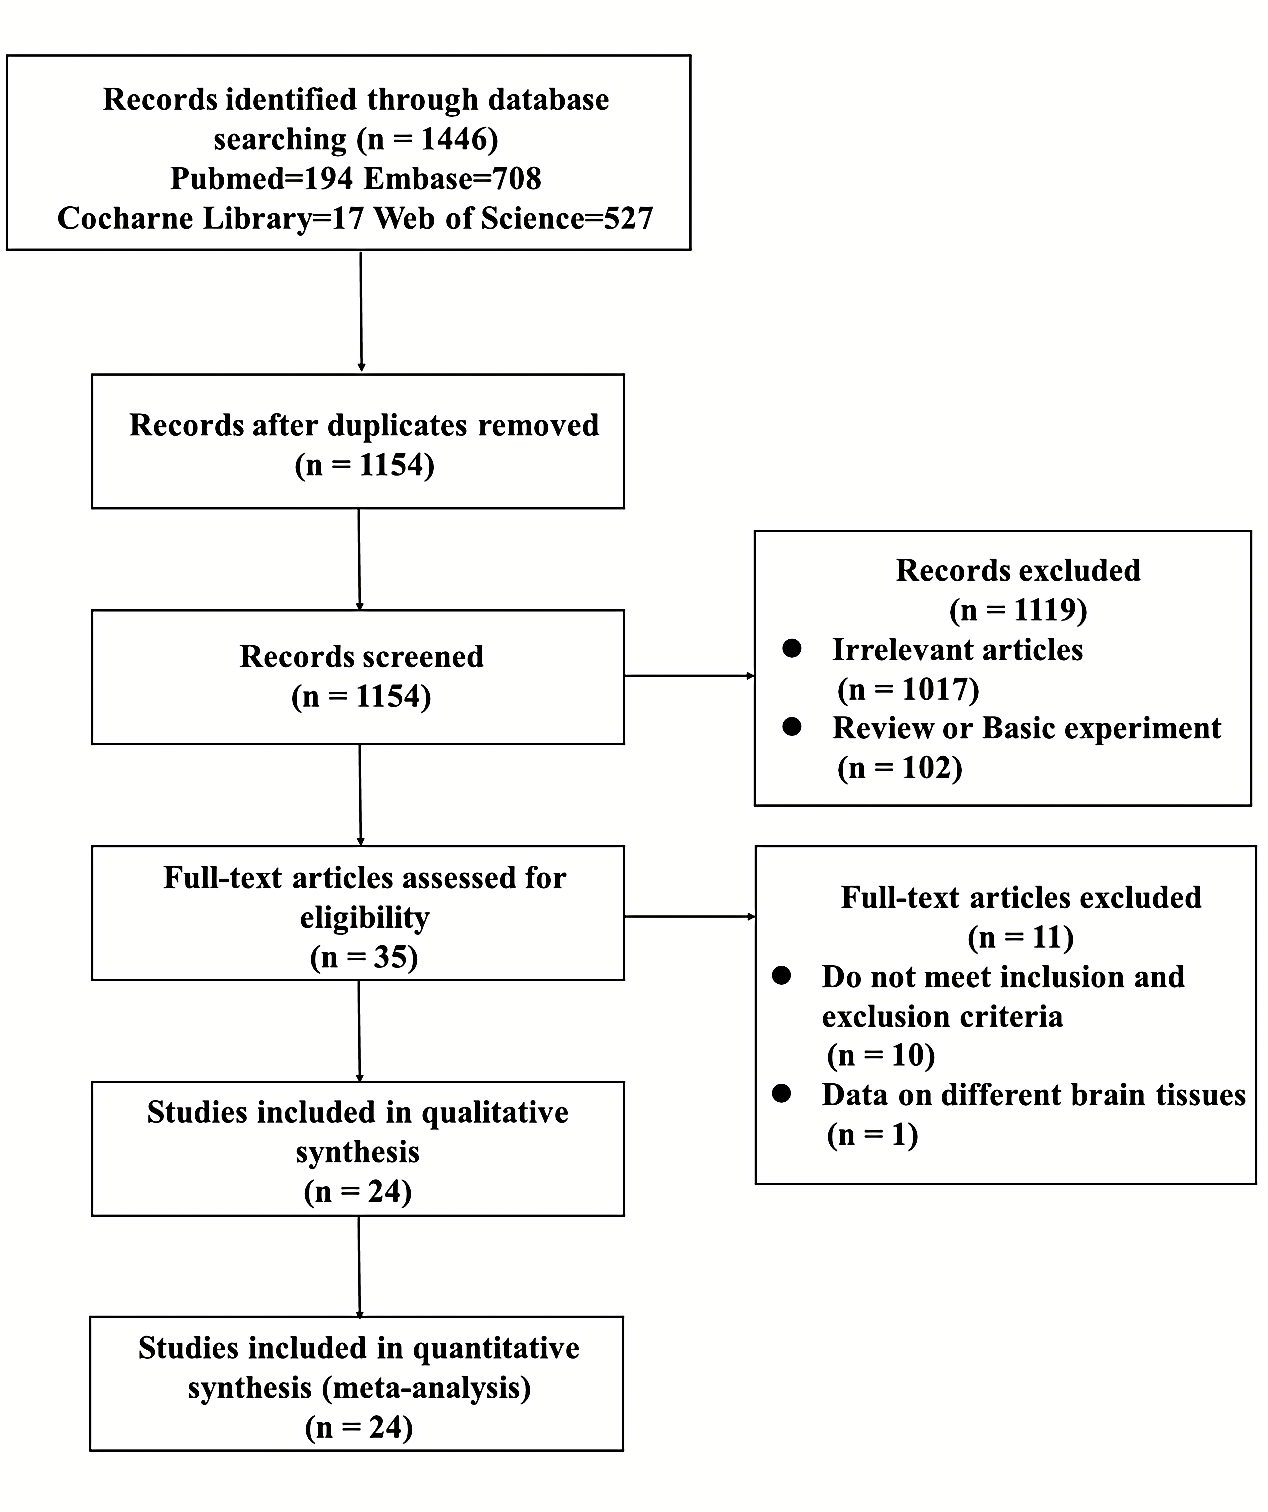 Records identified through database
searching (n = 1446)
Pubmed=194 Embase=708
Cocharne Library=17 Web of Science=527
Records after duplicates removed
(n = 1154)
Records screened
(n = 1154)
Records excluded
(n = 1119)
● Irrelevant articles
(n = 1017)
● Review or Basic experiment
(n = 102)
Full-text articles assessed for
eligibility
(n = 35)
Full-text articles excluded
(n = 11)
● Do not meet inclusion and
exclusion criteria
(n = 10)
● Data on different brain tissues
(n = 1)
Studies included in qualitative
synthesis
(n = 24)
Studies included in quantitative
synthesis (meta-analysis)
(n = 24)